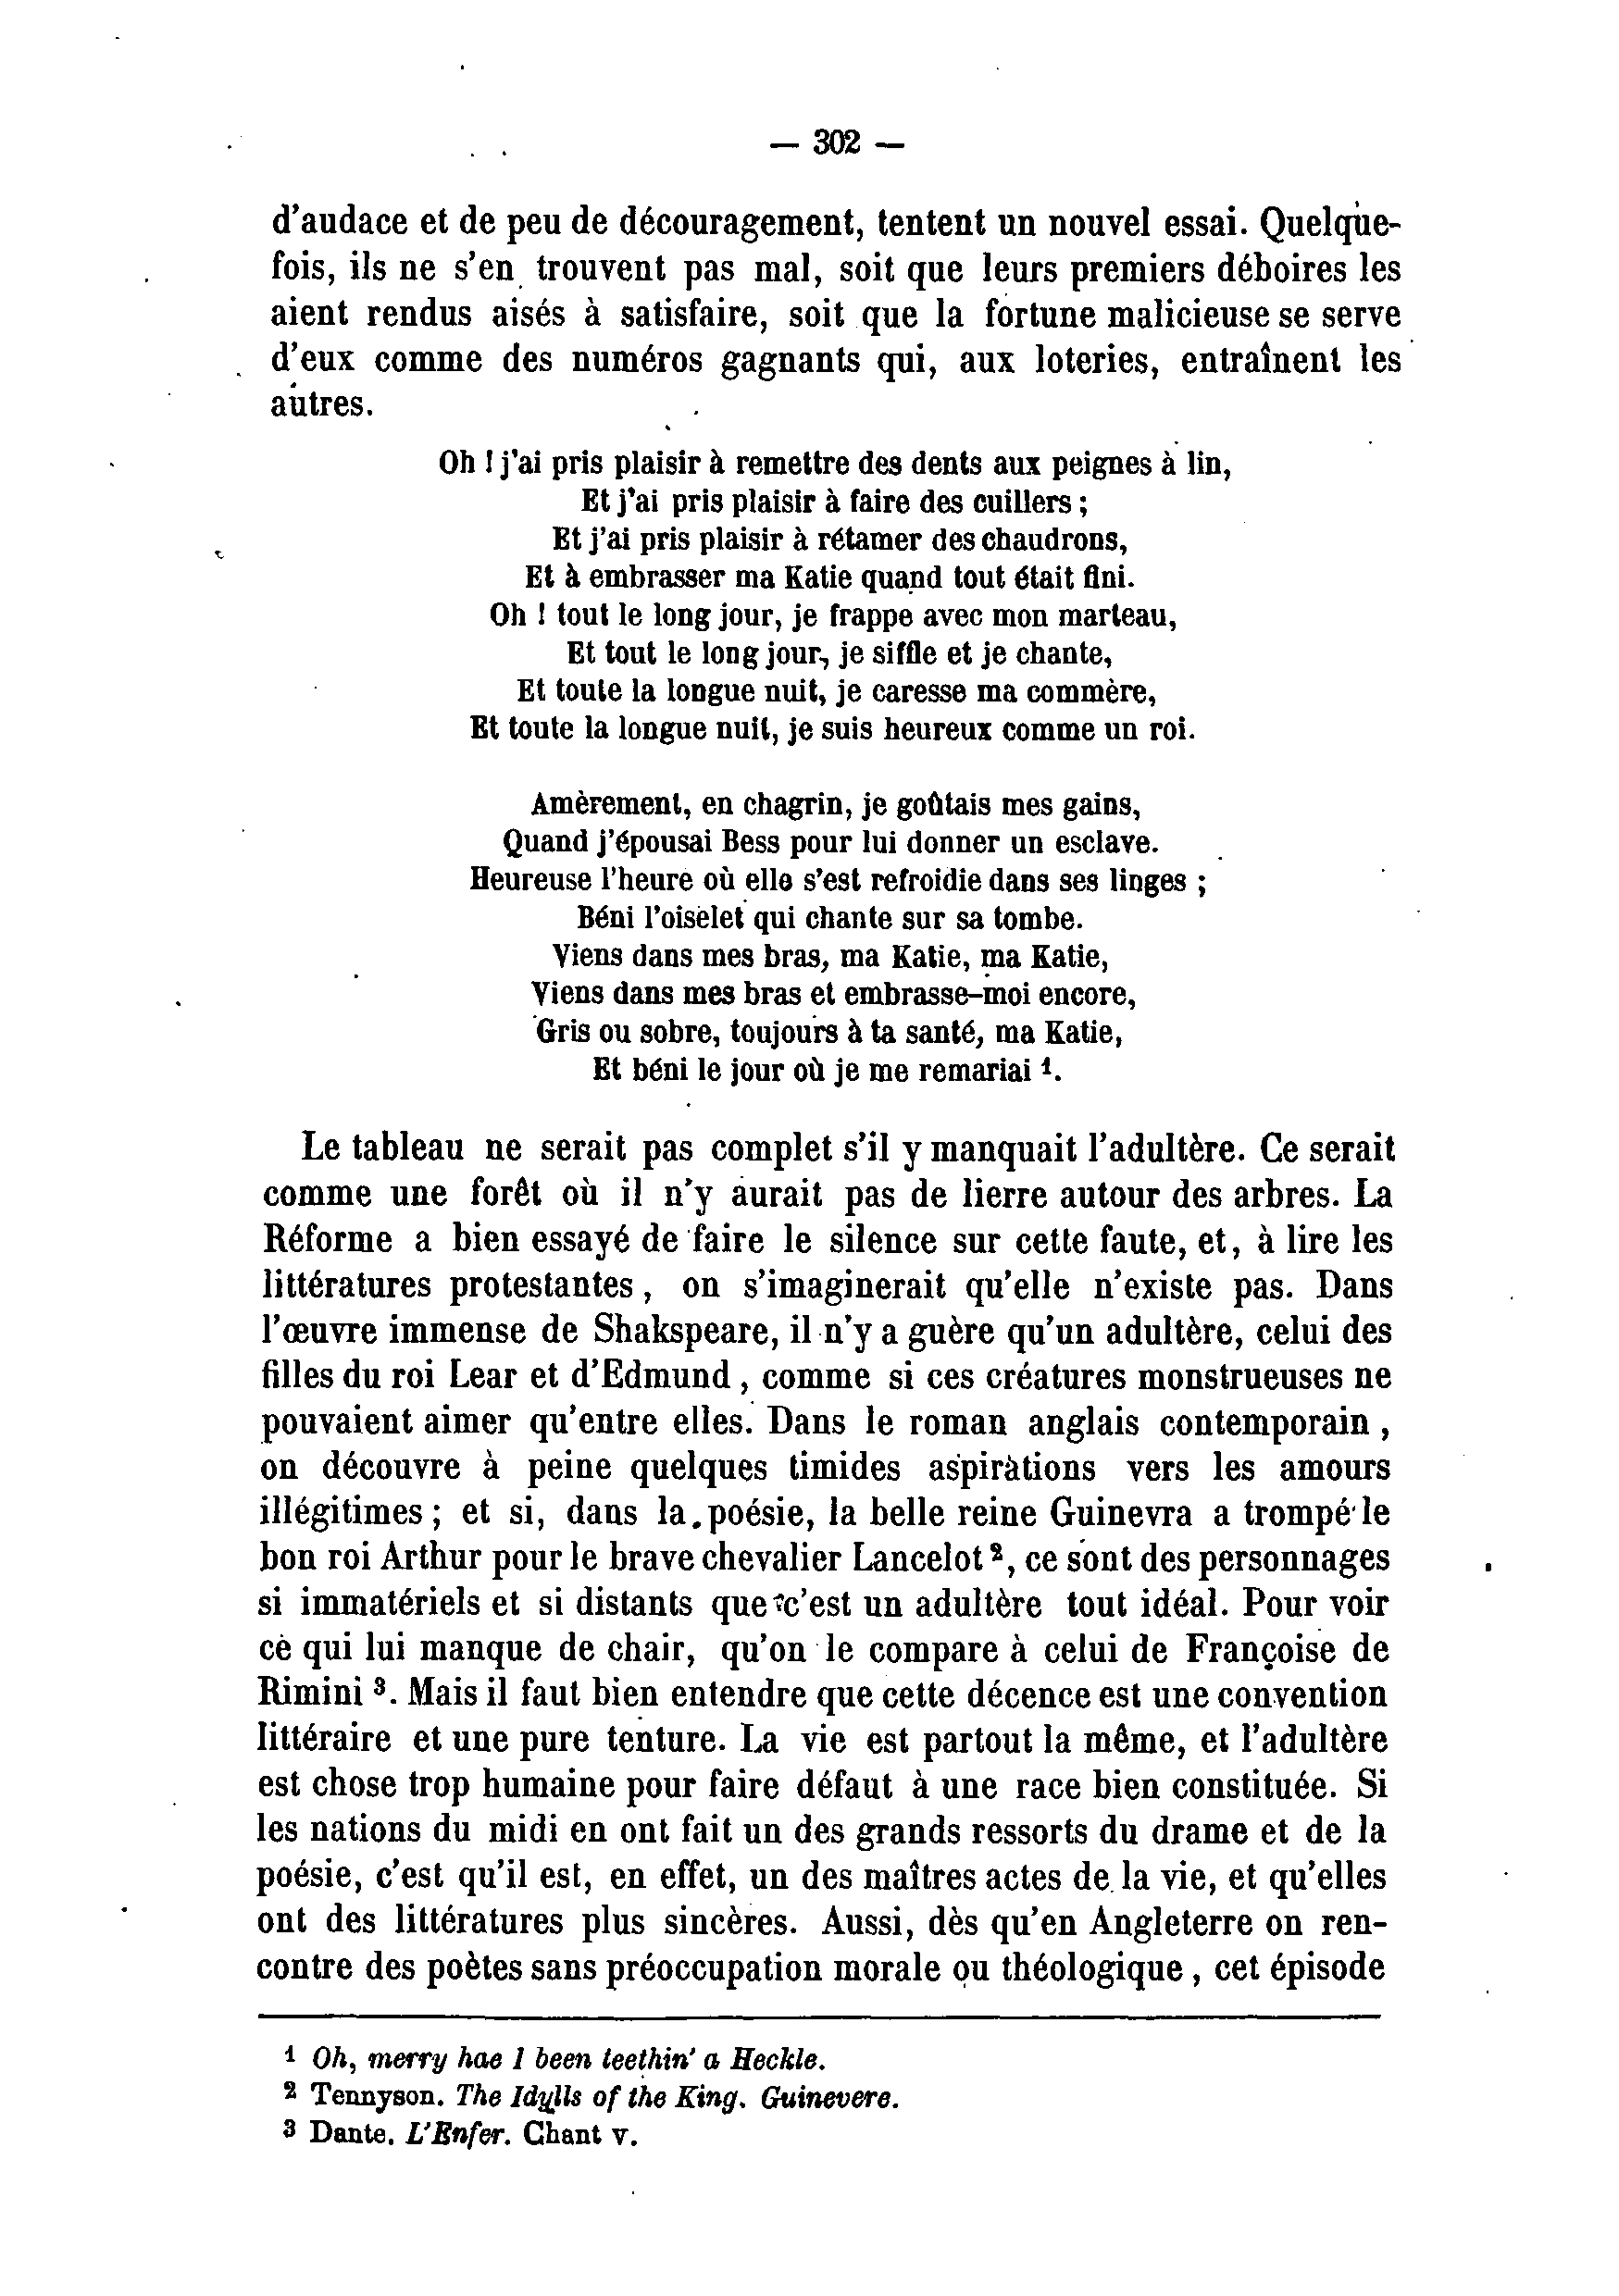 — 302 —
d'audace et de peu de découragement, tentent un nouvel essai. Quelque-
fois, ils ne s'en trouvent pas mal, soit que leurs premiers déboires les
aient rendus aisés à satisfaire, soit que la fortune malicieuse se serve
d'eux comme des numéros gagnants qui, aux loteries, entraînent les
autres.
Oh ! j'ai pris plaisir à remettre des dents aux peignes à lin,
Et j'ai pris plaisir à faire des cuillers ;
Et j'ai pris plaisir à rétamer des chaudrons,
Et à embrasser ma Katie quand tout était fini.
Oh ! tout le long jour, je frappe avec mon marteau,
Et tout le long jour, je siffle et je chante,
Et toute la longue nuit, je caresse ma commère,
Et toute la longue nuit, je suis heureux comme un roi.
Amèrement, en chagrin, je goûtais mes gains,
Quand j'épousai Bess pour lui donner un esclave.
Heureuse l'heure où elle s'est refroidie dans ses linges ;
Béni l'oiselet qui chante sur sa tombe.
Viens dans mes bras, ma Katie, ma Katie,
Viens dans mes bras et embrasse-moi encore,
Gris ou sobre, toujours à ta santé, ma Katie,
Et béni le jour où je me remariai 1.
Le tableau ne serait pas complet s'il y manquait l'adultère. Ce serait
comme une forêt où il n'y aurait pas de lierre autour des arbres. La
Réforme a bien essayé de faire le silence sur cette faute, et, à lire les
littératures protestantes, on s'imaginerait qu'elle n'existe pas. Dans
l'œuvre immense de Shakspeare, il n'y a guère qu'un adultère, celui des
filles du roi Lear et d'Edmund, comme si ces créatures monstrueuses ne
pouvaient aimer qu'entre elles. Dans le roman anglais contemporain,
on découvre à peine quelques timides aspirations vers les amours
illégitimes ; et si, dans la poésie, la belle reine Guinevra a trompé le
bon roi Arthur pour le brave chevalier Lancelot 2, ce sont des personnages
si immatériels et si distants que c'est un adultère tout idéal. Pour voir
ce qui lui manque de chair, qu'on le compare à celui de Françoise de
Rimini 3. Mais il faut bien entendre que cette décence est une convention
littéraire et une pure tenture. La vie est partout la même, et l'adultère
est chose trop humaine pour faire défaut à une race bien constituée. Si
les nations du midi en ont fait un des grands ressorts du drame et de la
poésie, c'est qu'il est, en effet, un des maîtres actes de la vie, et qu'elles
ont des littératures plus sincères. Aussi, dès qu'en Angleterre on ren-
contre des poètes sans préoccupation morale ou théologique, cet épisode
1 Oh, merry hae I been teethin' a Heckle.
2 Tennyson. The Idylls of the King. Guinevere.
3 Dante. L'Enfer. Chant v.